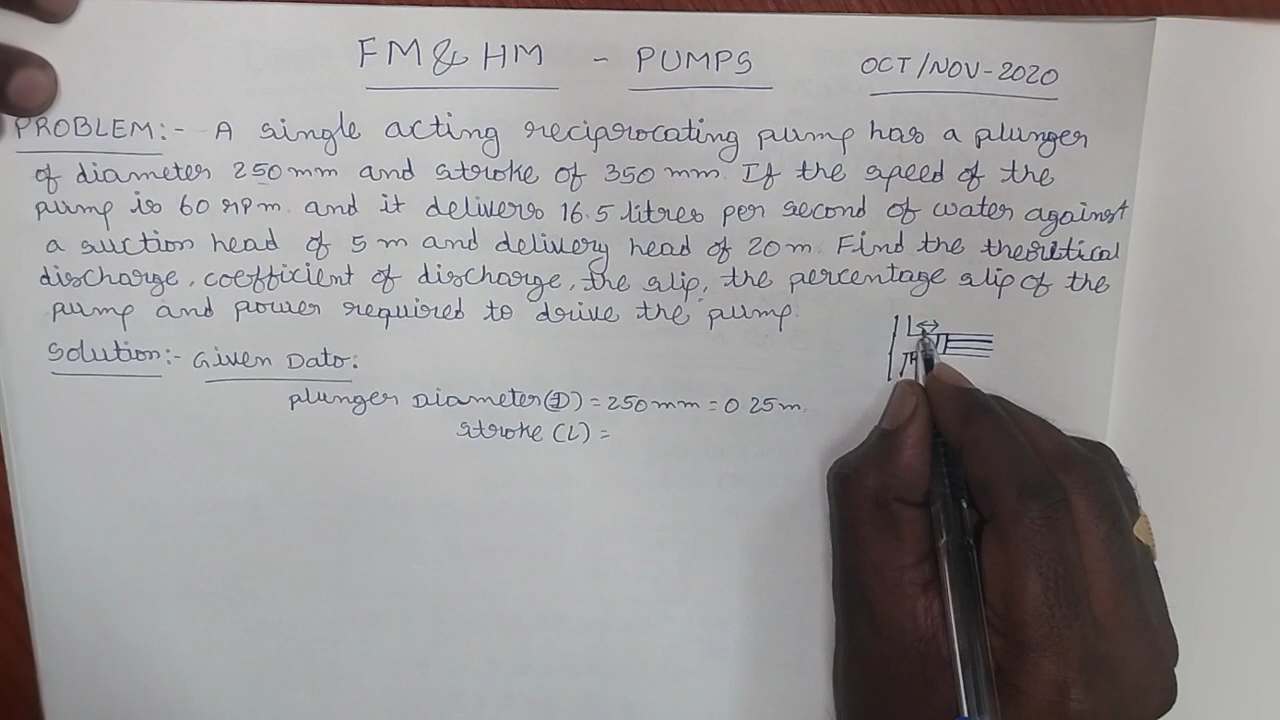 FM & HM - PUMPS OCT/NOV-2020
PROBLEM:- A single acting reciprocating pump has a plunger
of diameter 250 mm and stroke of 350 mm. If the speed of the
pump is 60 rpm. and it delivers 16.5 litres per second of water against
a suction head of 5 m and delivery head of 20 m. Find the theoritical
discharge, coefficient of discharge, the slip, the percentage slip of the
pump and power required to drive the pump.
Solution:- Given Data:
plunger Diameter (D) = 250 mm = 0.25 m.
stroke (L) =